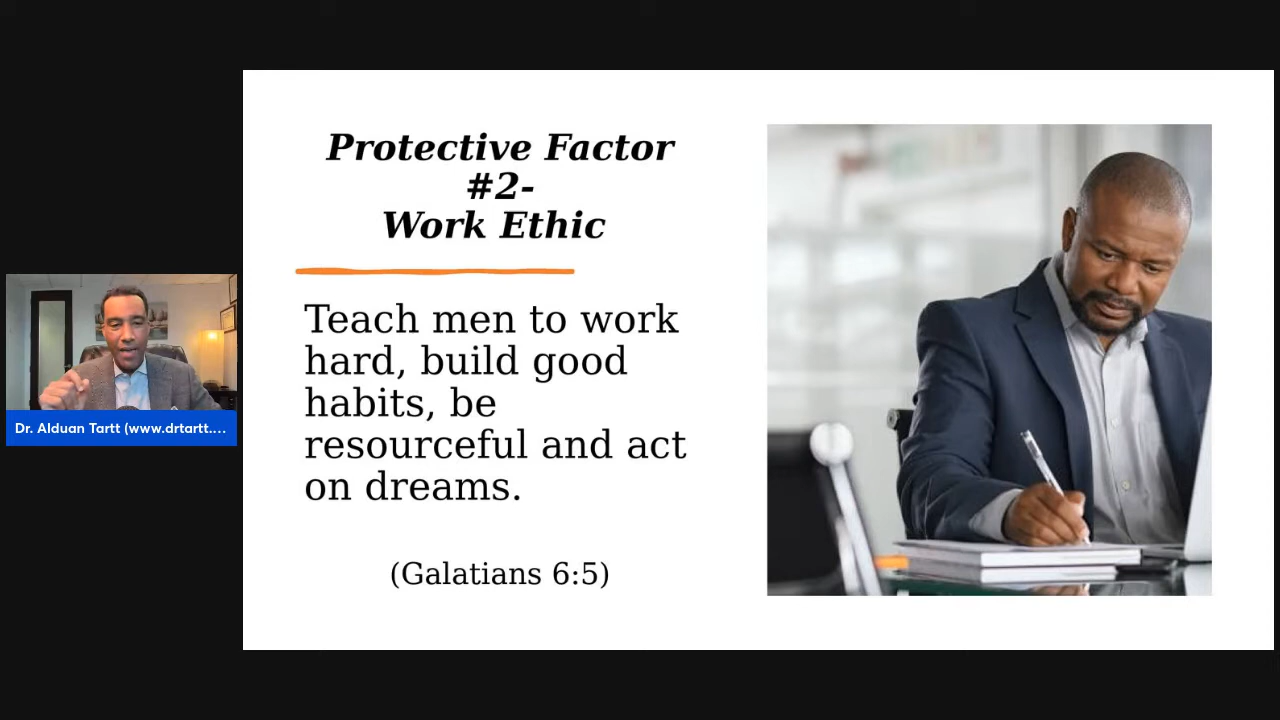 Protective Factor
#2-
Work Ethic
Teach men to work
hard, build good
habits, be
resourceful and act
on dreams.
(Galatians 6:5)
Dr. Alduan Tartt (www.drtartt....